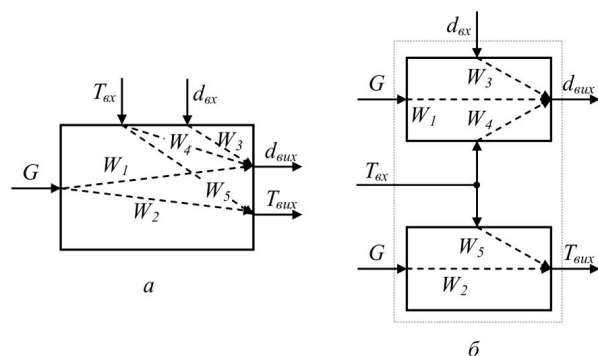 T_вх d_вх
G W_1 W_4 W_3 d_вих
W_2 W_5 T_вих
а
d_вх
G W_1 W_3 W_4 d_вих
T_вх
G W_2 W_5 T_вих
б